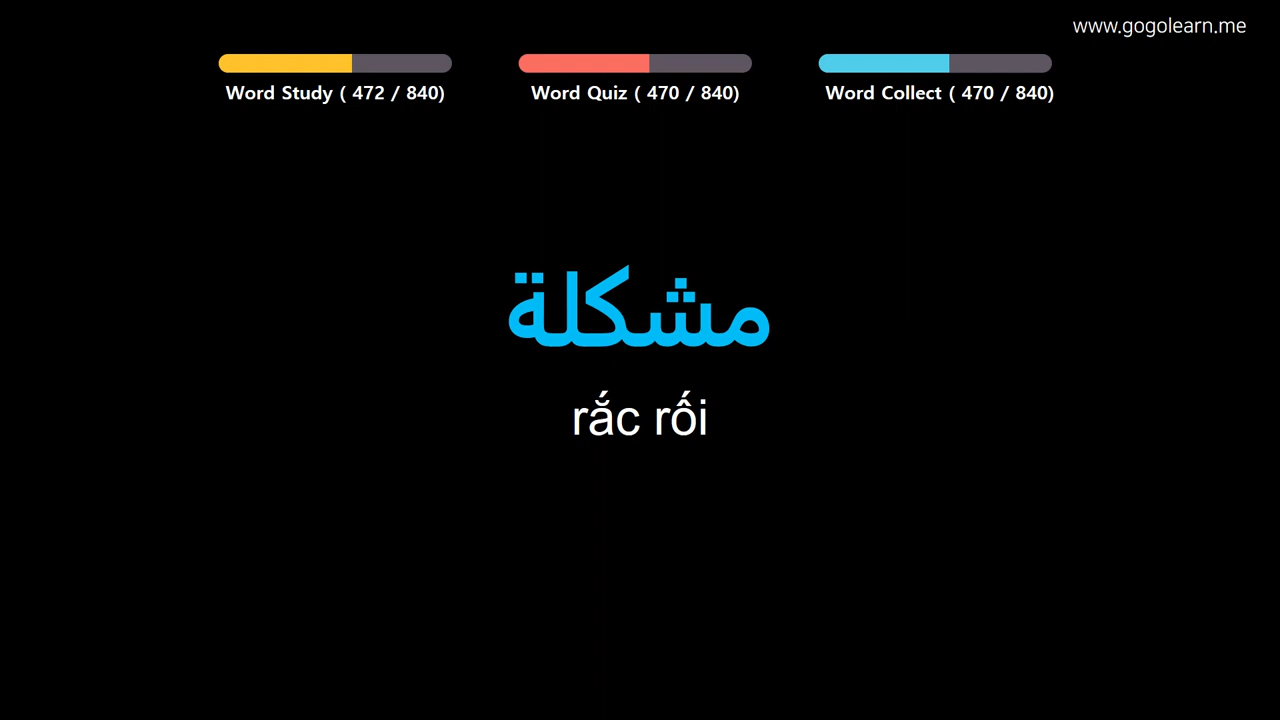 www.gogolearn.me
Word Study ( 472 / 840)
Word Quiz ( 470 / 840)
Word Collect ( 470 / 840)
مشكلة
rắc rối